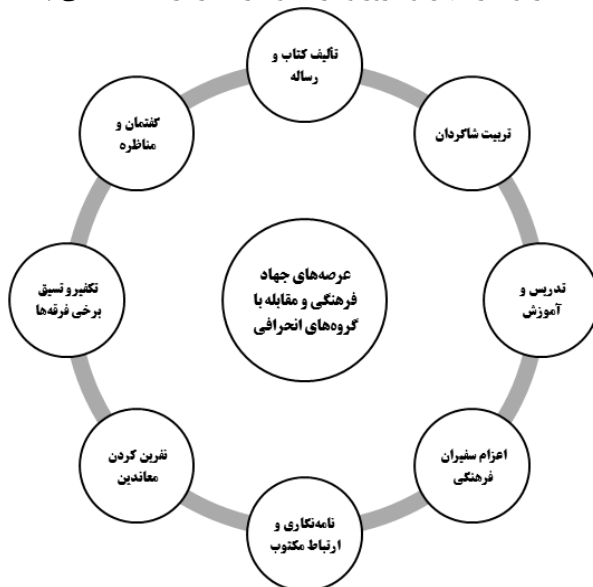 تألیف کتاب و
رساله
تربیت شاگردان
تدریس و
آموزش
اعزام سفیران
فرهنگی
نامه‌نگاری و
ارتباط مکتوب
نفرین کردن
معاندین
تکفیر و تسیق
برخی فرقه‌ها
گفتمان و
مناظره
عرصه‌های جهاد
فرهنگی و مقابله با
گروه‌های انحرافی